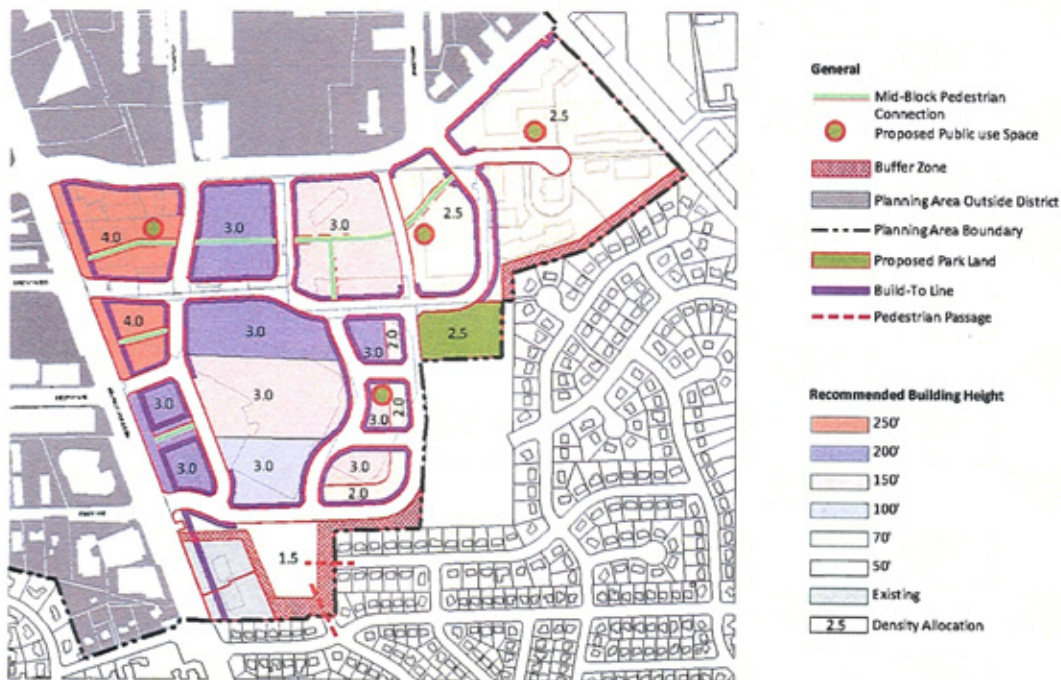 General
Mid-Block Pedestrian
Connection
Proposed Public use Space
Buffer Zone
Planning Area Outside District
Planning Area Boundary
Proposed Park Land
Build-To Line
Pedestrian Passage
Recommended Building Height
250'
200'
150'
100'
70'
50'
Existing
2.5 Density Allocation
2.5
4.0
3.0
3.0
2.5
4.0
3.0
3.0
2.0
2.5
3.0
3.0
3.0
2.0
3.0
3.0
3.0
2.0
1.5